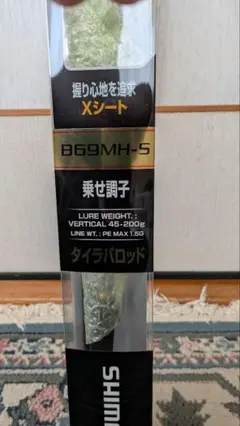 握り心地を追求
Xシート
B69MH-S
乗せ調子
LURE WEIGHT. :
VERTICAL 45-200g
LINE WT. : PE MAX 1.5G
タイラバロッド
SHIM